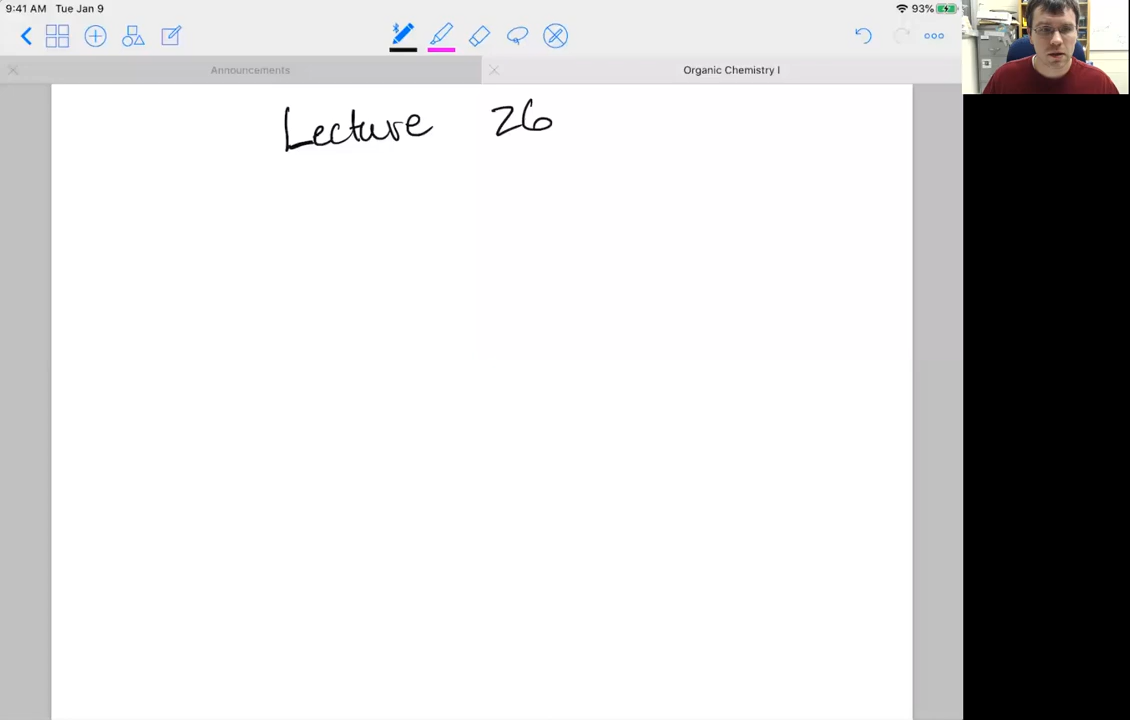 9:41 AM Tue Jan 9
93%
Announcements
Organic Chemistry I
Lecture 26